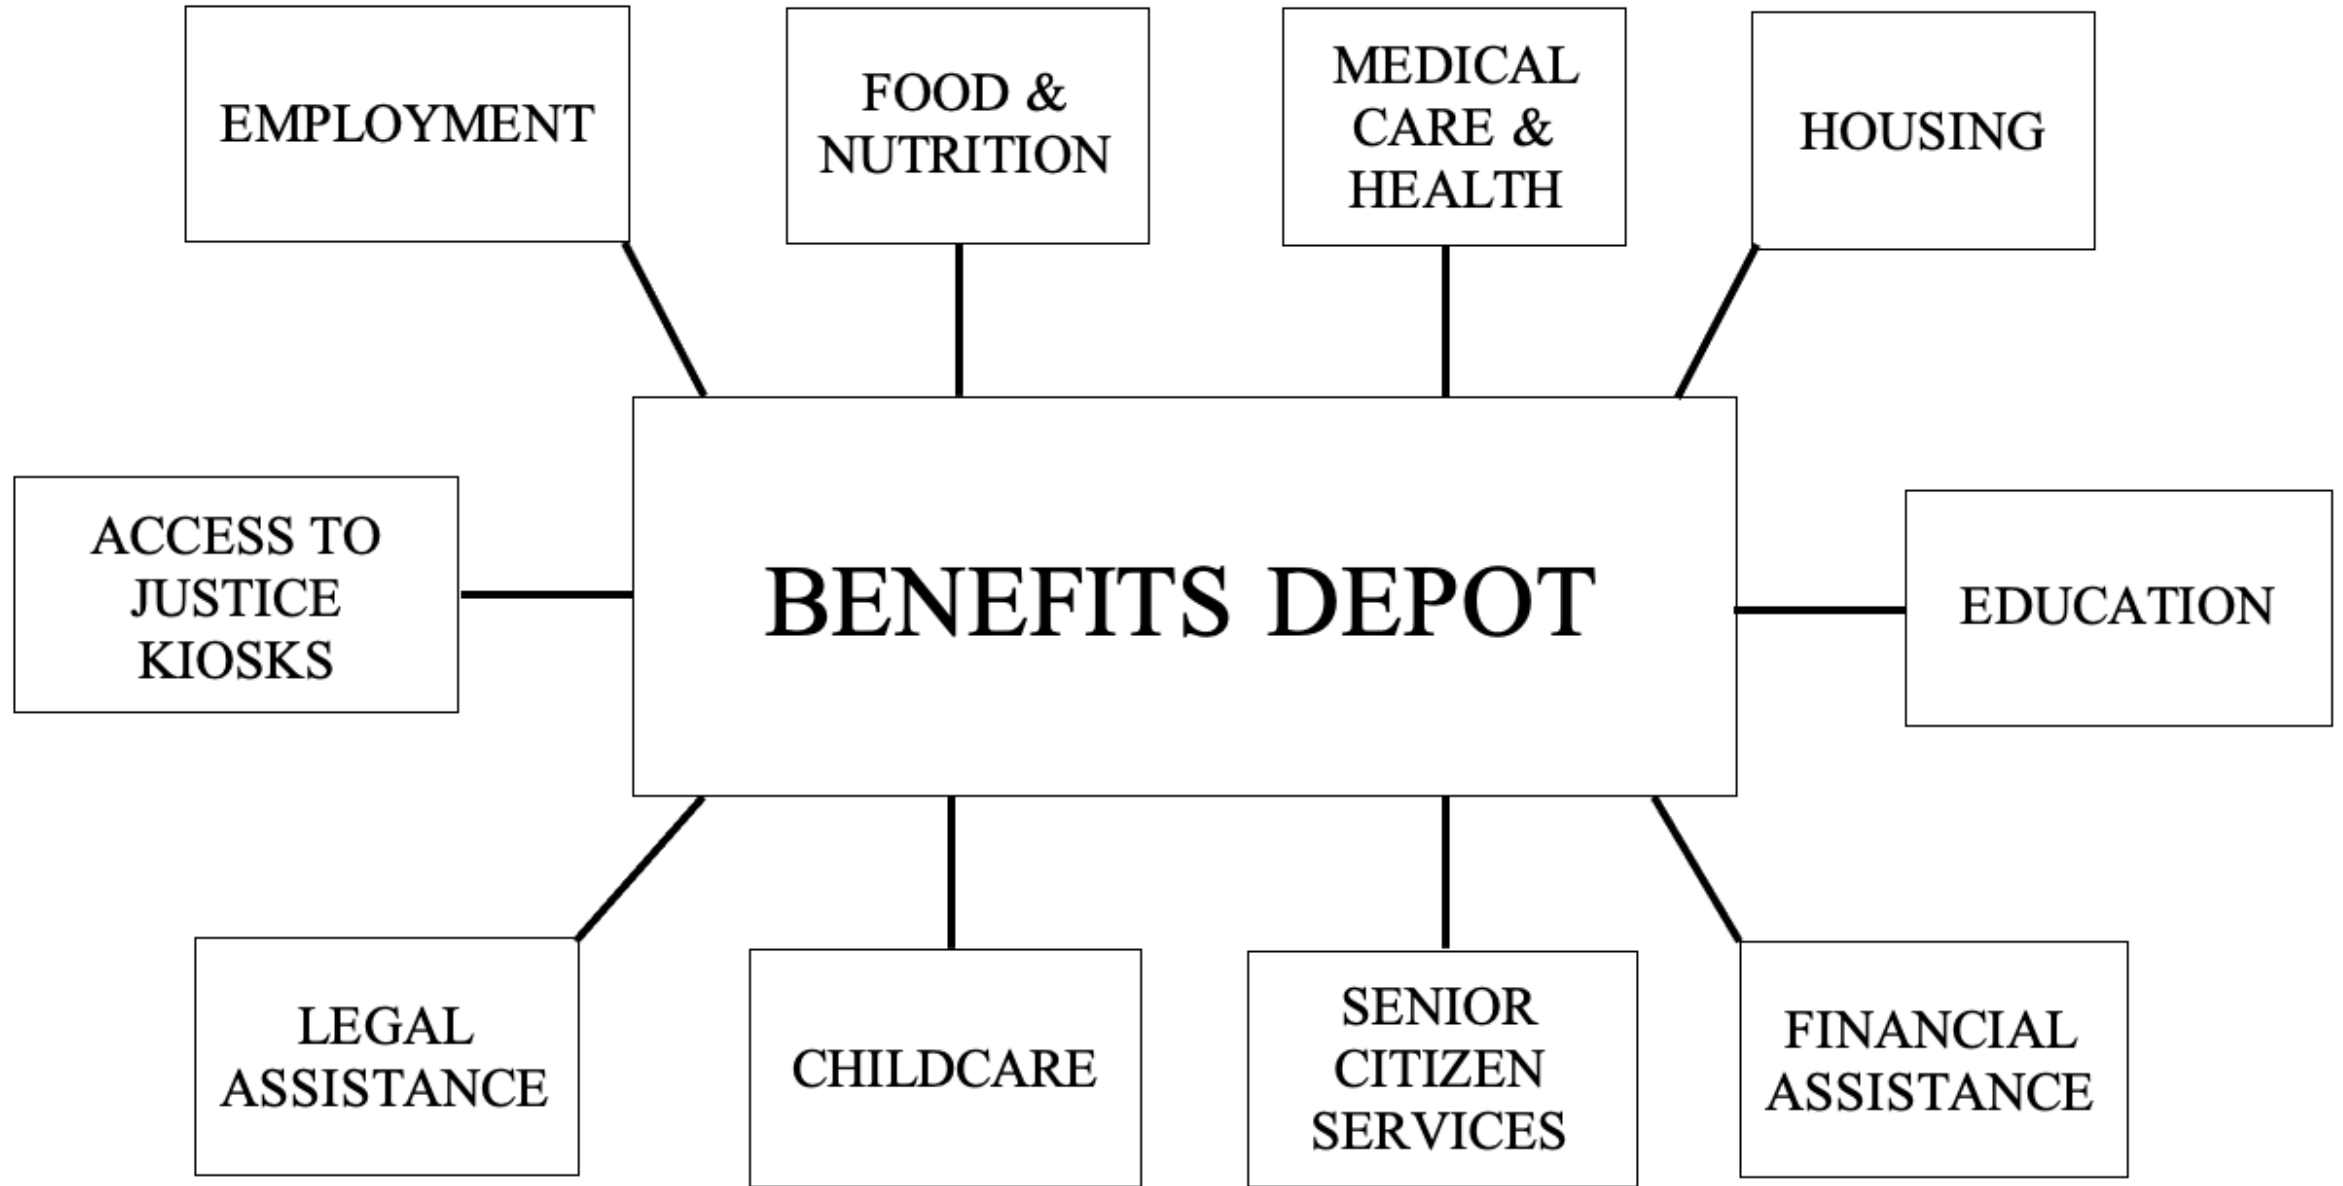 EMPLOYMENT
FOOD &
NUTRITION
MEDICAL
CARE &
HEALTH
HOUSING
ACCESS TO
JUSTICE
KIOSKS
BENEFITS DEPOT
EDUCATION
LEGAL
ASSISTANCE
CHILDCARE
SENIOR
CITIZEN
SERVICES
FINANCIAL
ASSISTANCE